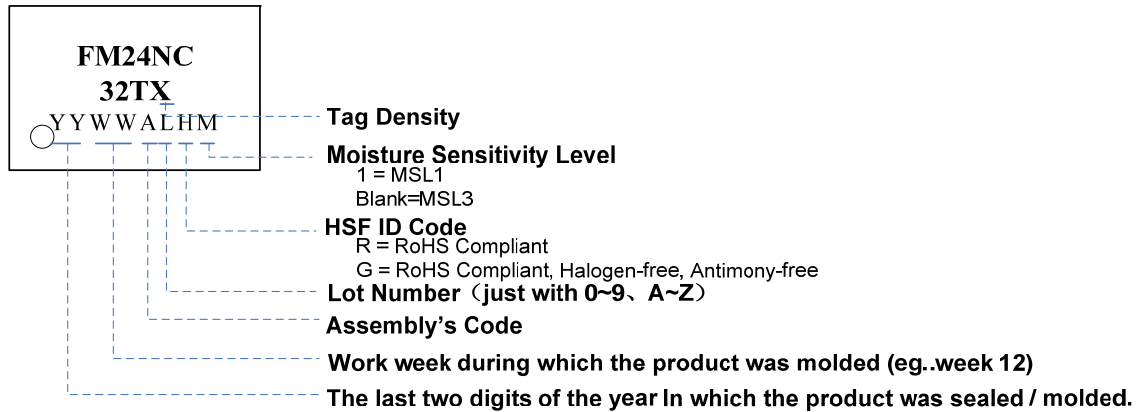 FM24NC
32TX
YYWWALHM
Tag Density
Moisture Sensitivity Level
1 = MSL1
Blank=MSL3
HSF ID Code
R = RoHS Compliant
G = RoHS Compliant, Halogen-free, Antimony-free
Lot Number（just with 0~9、A~Z）
Assembly's Code
Work week during which the product was molded (eg..week 12)
The last two digits of the year In which the product was sealed / molded.